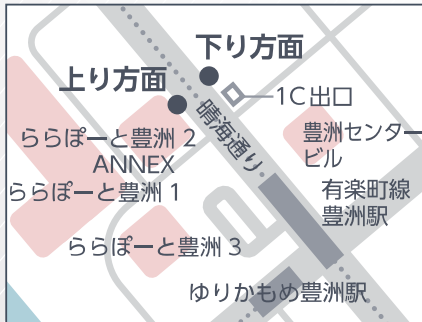 下り方面
上り方面
1C出口
晴海通り
ららぽーと豊洲 2
ANNEX
豊洲センター
ビル
ららぽーと豊洲 1
有楽町線
豊洲駅
ららぽーと豊洲 3
ゆりかもめ豊洲駅